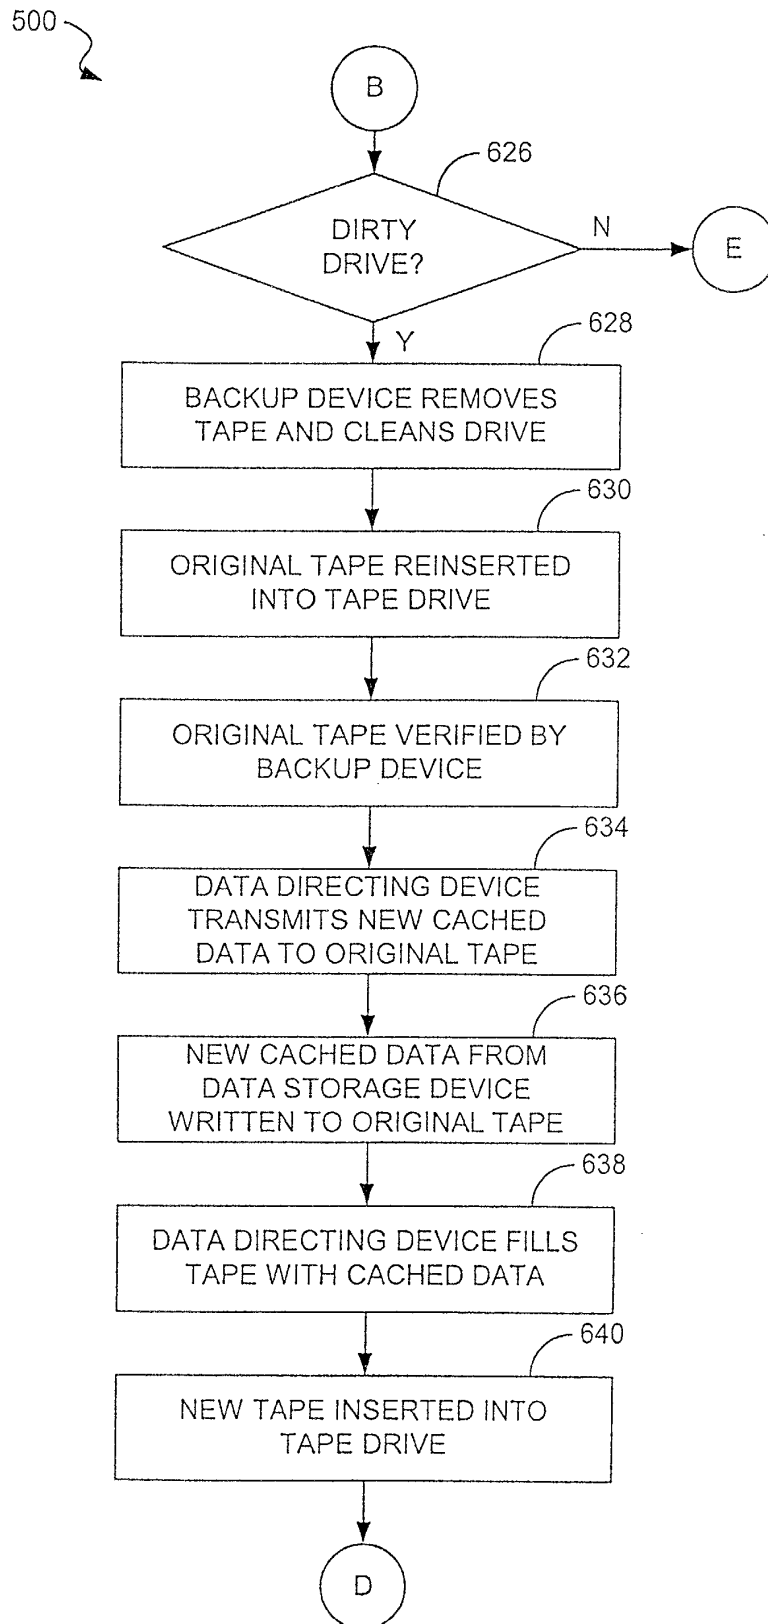 500
B
626
DIRTY
DRIVE?
N
E
Y
628
BACKUP DEVICE REMOVES
TAPE AND CLEANS DRIVE
630
ORIGINAL TAPE REINSERTED
INTO TAPE DRIVE
632
ORIGINAL TAPE VERIFIED BY
BACKUP DEVICE
634
DATA DIRECTING DEVICE
TRANSMITS NEW CACHED
DATA TO ORIGINAL TAPE
636
NEW CACHED DATA FROM
DATA STORAGE DEVICE
WRITTEN TO ORIGINAL TAPE
638
DATA DIRECTING DEVICE FILLS
TAPE WITH CACHED DATA
640
NEW TAPE INSERTED INTO
TAPE DRIVE
D